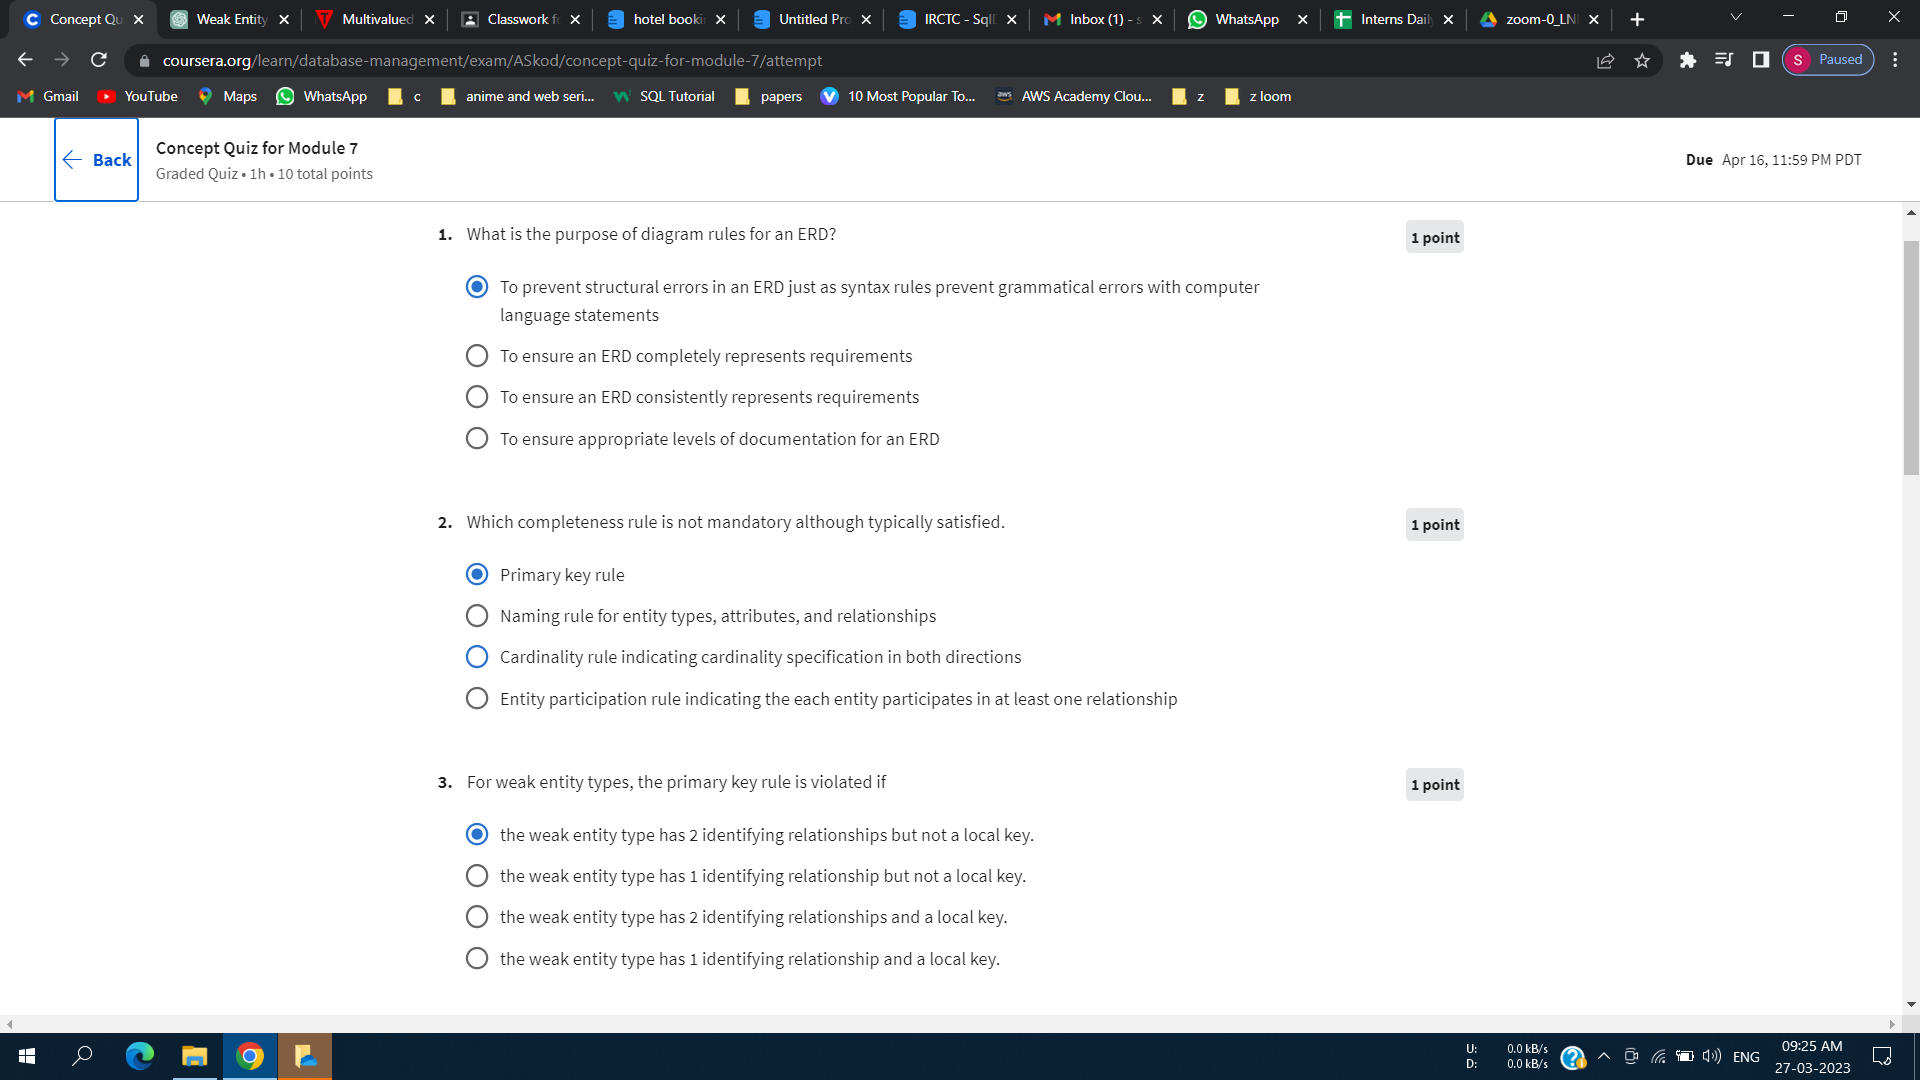 Concept Qu
Weak Entity
Multivalued
Classwork f
hotel booki
Untitled Pro
IRCTC - Sql
Inbox (1) - s
WhatsApp
Interns Dail
zoom-0_LN
coursera.org/learn/database-management/exam/ASkod/concept-quiz-for-module-7/attempt
S Paused
Gmail
YouTube
Maps
WhatsApp
c
anime and web seri...
SQL Tutorial
papers
10 Most Popular To...
AWS Academy Clou...
z
z loom
Back
Concept Quiz for Module 7
Graded Quiz • 1h • 10 total points
Due Apr 16, 11:59 PM PDT
1. What is the purpose of diagram rules for an ERD?
1 point
To prevent structural errors in an ERD just as syntax rules prevent grammatical errors with computer
language statements
To ensure an ERD completely represents requirements
To ensure an ERD consistently represents requirements
To ensure appropriate levels of documentation for an ERD
2. Which completeness rule is not mandatory although typically satisfied.
1 point
Primary key rule
Naming rule for entity types, attributes, and relationships
Cardinality rule indicating cardinality specification in both directions
Entity participation rule indicating the each entity participates in at least one relationship
3. For weak entity types, the primary key rule is violated if
1 point
the weak entity type has 2 identifying relationships but not a local key.
the weak entity type has 1 identifying relationship but not a local key.
the weak entity type has 2 identifying relationships and a local key.
the weak entity type has 1 identifying relationship and a local key.
U: 0.0 kB/s
D: 0.0 kB/s
ENG
09:25 AM
27-03-2023